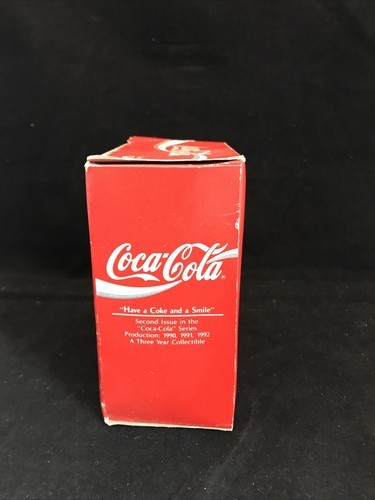 Coca-Cola®
"Have a Coke and a Smile"
Second Issue in the
"Coca-Cola" Series
Production: 1990, 1991, 1992
A Three Year Collectible